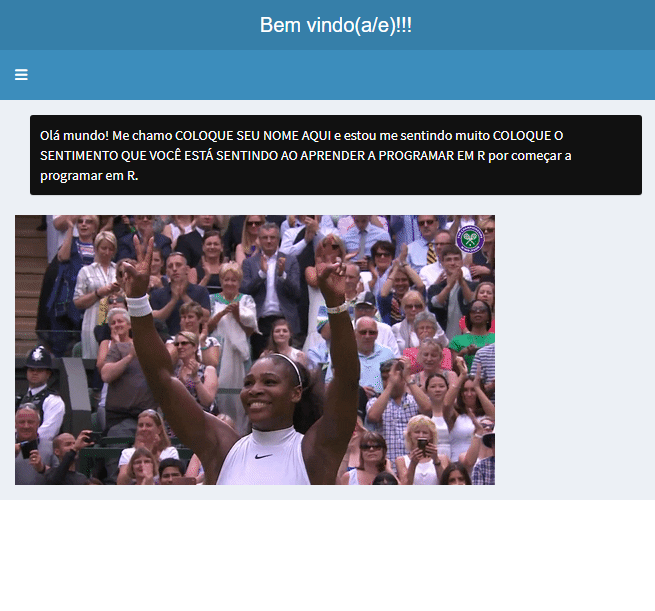 Bem vindo(a/e)!!!
Olá mundo! Me chamo COLOQUE SEU NOME AQUI e estou me sentindo muito COLOQUE O
SENTIMENTO QUE VOCÊ ESTÁ SENTINDO AO APRENDER A PROGRAMAR EM R por começar a
programar em R.